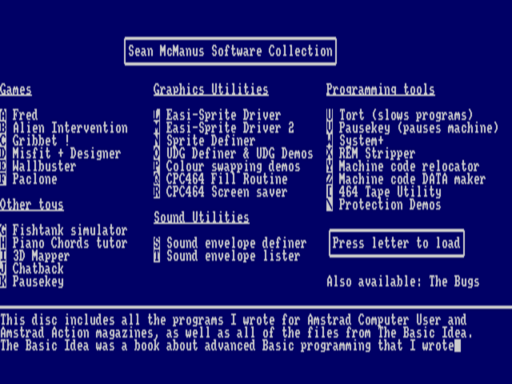 Sean McManus Software Collection
Games
A Fred
B Alien Intervention
C Gribbet !
D Misfit + Designer
E Wallbuster
F Paclone
Other toys
G Fishtank simulator
H Piano Chords tutor
I 3D Mapper
J Chatback
K Pausekey
Graphics Utilities
L Easi-Sprite Driver
M Easi-Sprite Driver 2
N Sprite Definer
O UDG Definer & UDG Demos
P Colour swapping demos
Q CPC464 Fill Routine
R CPC464 Screen saver
Sound Utilities
S Sound envelope definer
T Sound envelope lister
Programming tools
U Tort (slows programs)
V Pausekey (pauses machine)
W System+
X REM Stripper
Y Machine code relocator
Z Machine code DATA maker
[ 464 Tape Utility
\ Protection Demos
Press letter to load
Also available: The Bugs
This disc includes all the programs I wrote for Amstrad Computer User and
Amstrad Action magazines, as well as all of the files from The Basic Idea.
The Basic Idea was a book about advanced Basic programming that I wrote